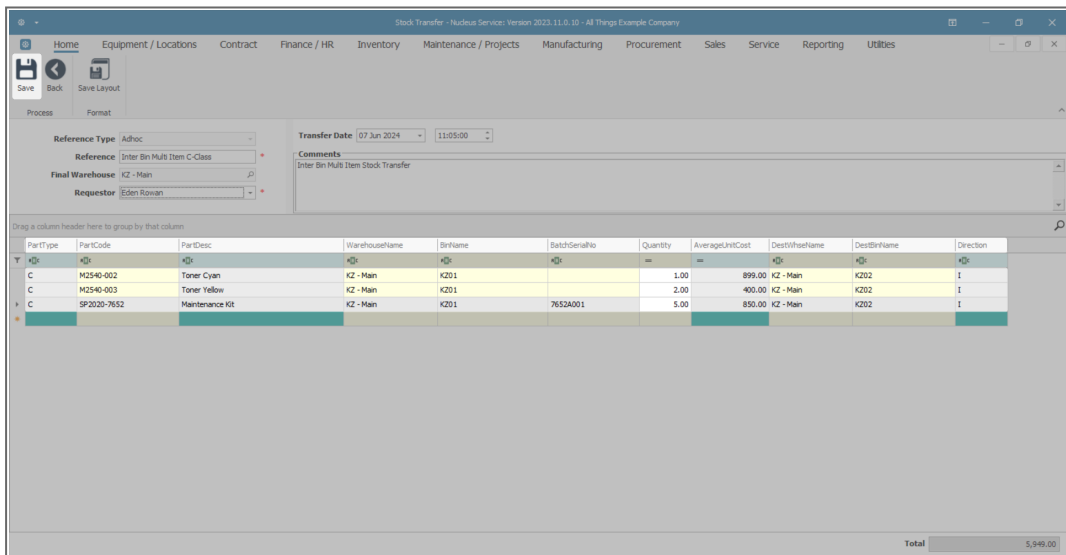 Stock Transfer - Nucleus Service: Version 2023.11.0.10 - All Things Example Company
Home Equipment / Locations Contract Finance / HR Inventory Maintenance / Projects Manufacturing Procurement Sales Service Reporting Utilities
Save Back Save Layout
Process Format
Reference Type Adhoc Transfer Date 07 Jun 2024 11:05:00
Reference Inter Bin Multi Item C-Class * Comments
Inter Bin Multi Item Stock Transfer
Final Warehouse KZ - Main
Requestor Eden Rowan *
Drag a column header here to group by that column
PartType PartCode PartDesc WarehouseName BinName BatchSerialNo Quantity AverageUnitCost DestWhseName DestBinName Direction
C M2540-002 Toner Cyan KZ - Main KZ01 1.00 899.00 KZ - Main KZ02 I
C M2540-003 Toner Yellow KZ - Main KZ01 2.00 400.00 KZ - Main KZ02 I
C SP2020-7652 Maintenance Kit KZ - Main KZ01 7652A001 5.00 850.00 KZ - Main KZ02 I
Total 5,949.00